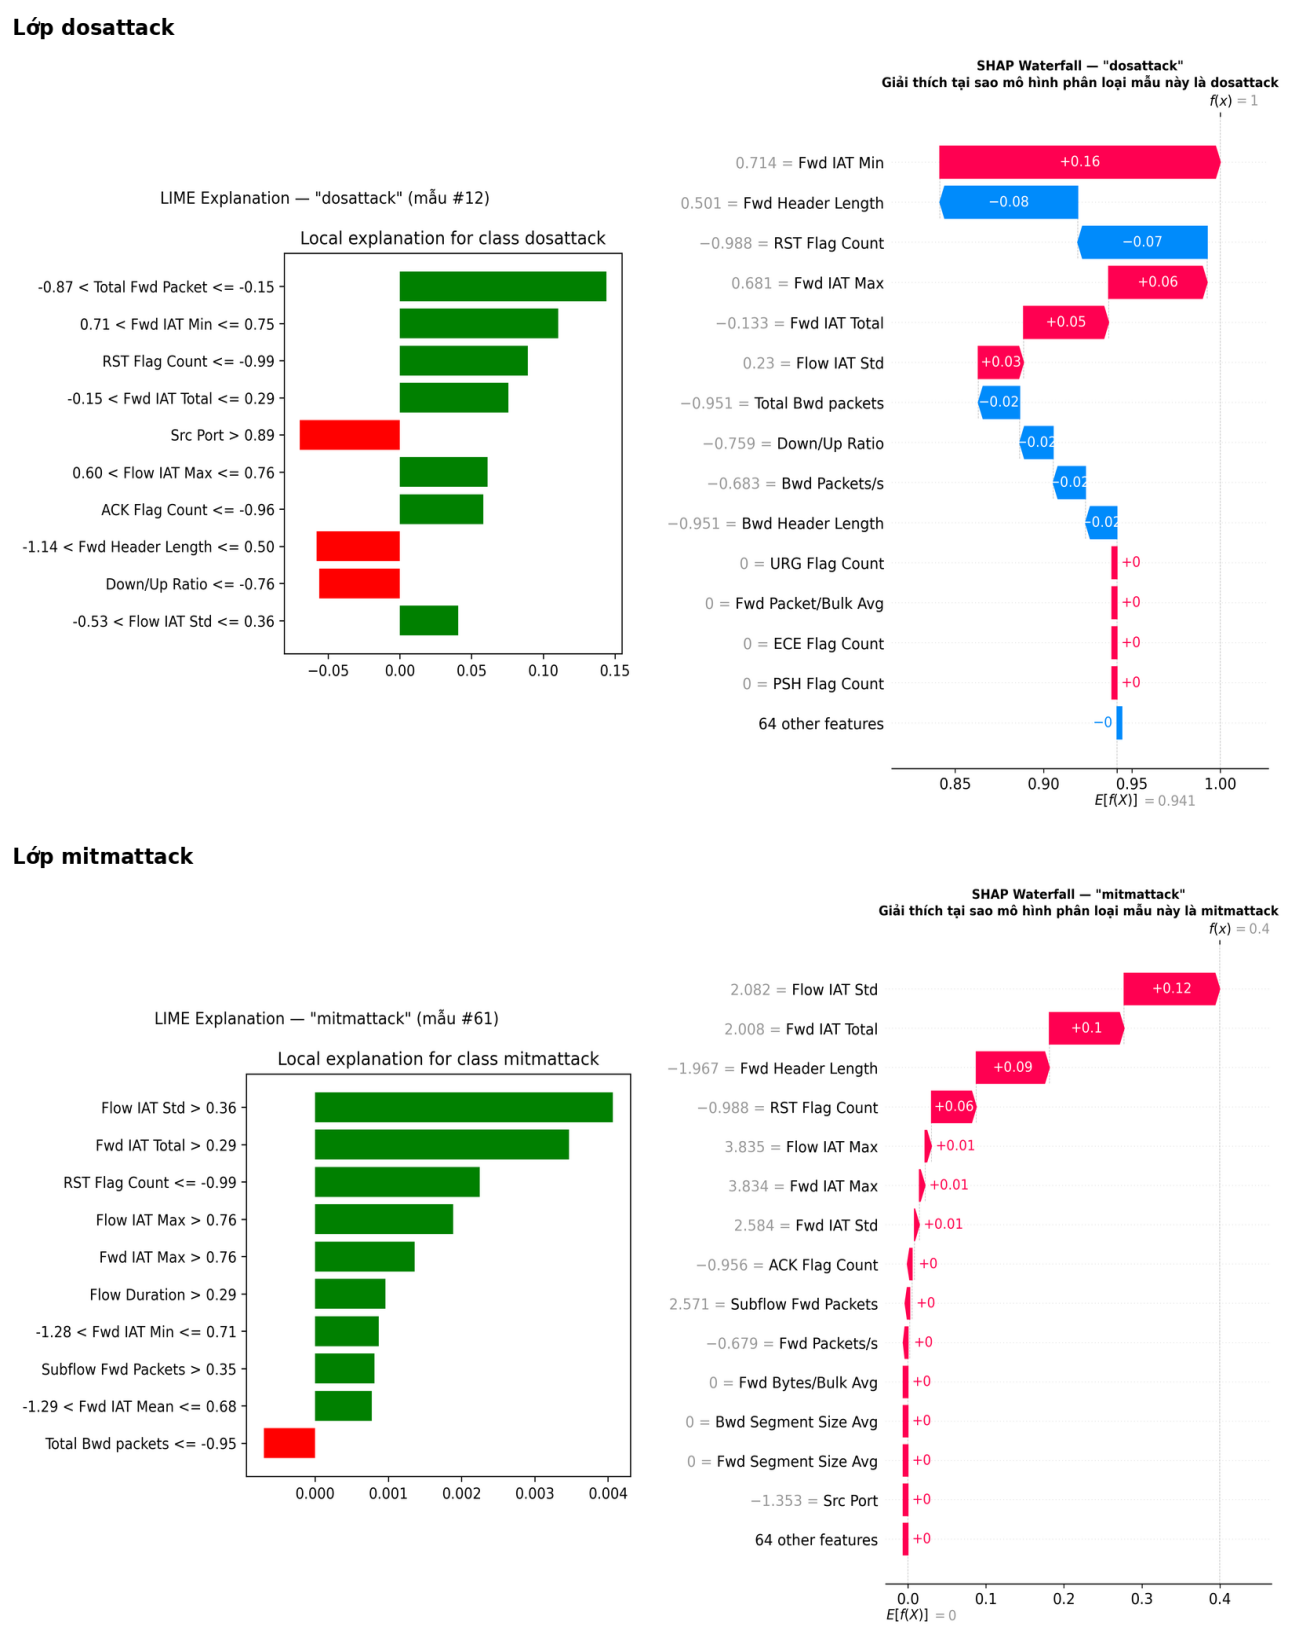 Lớp dosattack
LIME Explanation — "dosattack" (mẫu #12)
Local explanation for class dosattack
-0.87 < Total Fwd Packet <= -0.15
0.71 < Fwd IAT Min <= 0.75
RST Flag Count <= -0.99
-0.15 < Fwd IAT Total <= 0.29
Src Port > 0.89
0.60 < Flow IAT Max <= 0.76
ACK Flag Count <= -0.96
-1.14 < Fwd Header Length <= 0.50
Down/Up Ratio <= -0.76
-0.53 < Flow IAT Std <= 0.36
−0.05 0.00 0.05 0.10 0.15
SHAP Waterfall — "dosattack"
Giải thích tại sao mô hình phân loại mẫu này là dosattack
f(x) = 1
0.714 = Fwd IAT Min +0.16
0.501 = Fwd Header Length −0.08
−0.988 = RST Flag Count −0.07
0.681 = Fwd IAT Max +0.06
−0.133 = Fwd IAT Total +0.05
0.23 = Flow IAT Std +0.03
−0.951 = Total Bwd packets −0.02
−0.759 = Down/Up Ratio −0.02
−0.683 = Bwd Packets/s −0.02
−0.951 = Bwd Header Length −0.02
0 = URG Flag Count +0
0 = Fwd Packet/Bulk Avg +0
0 = ECE Flag Count +0
0 = PSH Flag Count +0
64 other features −0
0.85 0.90 0.95 1.00
E[f(X)] = 0.941
Lớp mitmattack
LIME Explanation — "mitmattack" (mẫu #61)
Local explanation for class mitmattack
Flow IAT Std > 0.36
Fwd IAT Total > 0.29
RST Flag Count <= -0.99
Flow IAT Max > 0.76
Fwd IAT Max > 0.76
Flow Duration > 0.29
-1.28 < Fwd IAT Min <= 0.71
Subflow Fwd Packets > 0.35
-1.29 < Fwd IAT Mean <= 0.68
Total Bwd packets <= -0.95
0.000 0.001 0.002 0.003 0.004
SHAP Waterfall — "mitmattack"
Giải thích tại sao mô hình phân loại mẫu này là mitmattack
f(x) = 0.4
2.082 = Flow IAT Std +0.12
2.008 = Fwd IAT Total +0.1
−1.967 = Fwd Header Length +0.09
−0.988 = RST Flag Count +0.06
3.835 = Flow IAT Max +0.01
3.834 = Fwd IAT Max +0.01
2.584 = Fwd IAT Std +0.01
−0.956 = ACK Flag Count +0
2.571 = Subflow Fwd Packets +0
−0.679 = Fwd Packets/s +0
0 = Fwd Bytes/Bulk Avg +0
0 = Bwd Segment Size Avg +0
0 = Fwd Segment Size Avg +0
−1.353 = Src Port +0
64 other features +0
0.0 0.1 0.2 0.3 0.4
E[f(X)] = 0